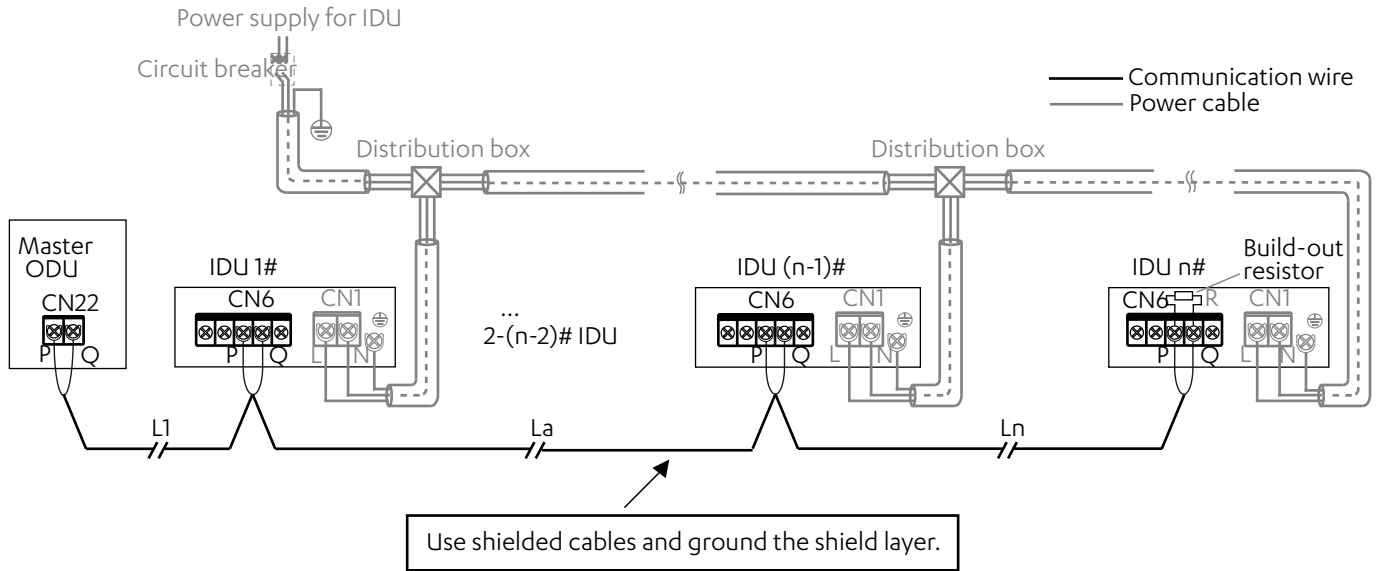 Power supply for IDU
Circuit breaker
Communication wire
Power cable
Distribution box
Distribution box
Master
ODU
CN22
P Q
IDU 1#
CN6 CN1
P Q L N
...
2-(n-2)# IDU
IDU (n-1)#
CN6 CN1
P Q L N
IDU n#
Build-out
resistor
CN6 R CN1
P Q L N
L1
La
Ln
Use shielded cables and ground the shield layer.